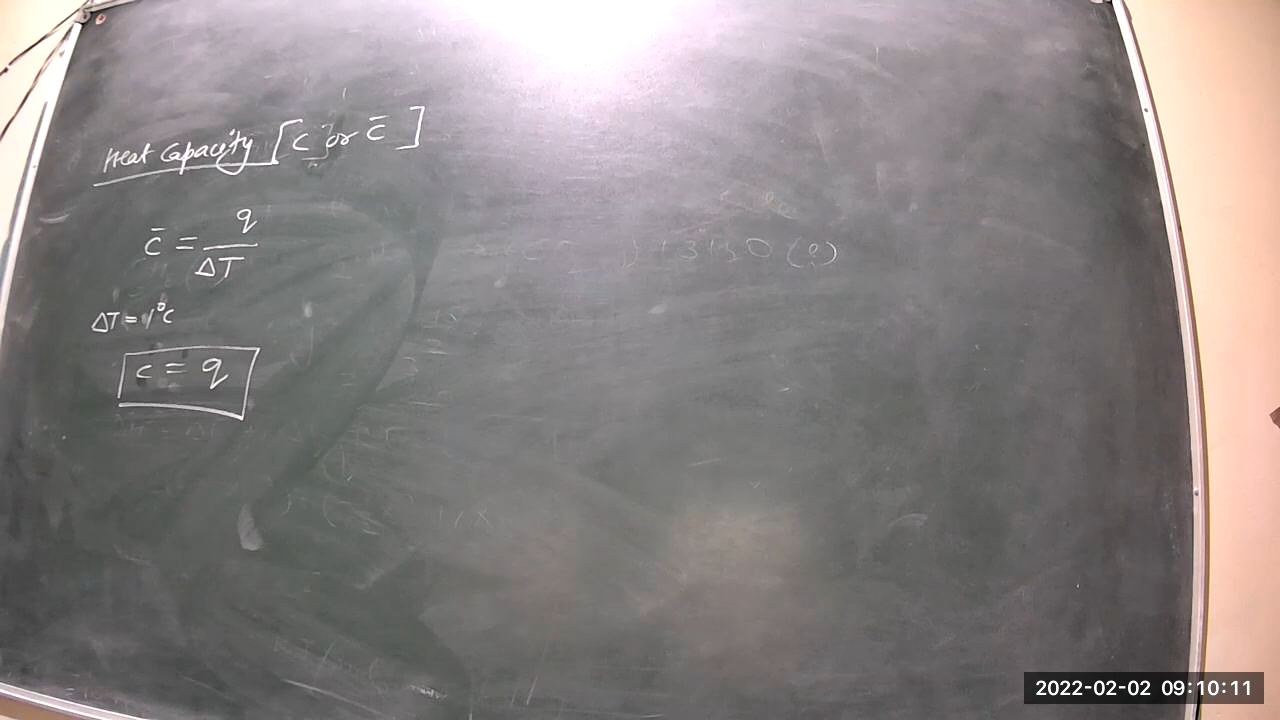 Heat Capacity [C or c̄]
c̄ = q / ΔT
ΔT = 1°C
c = q
2022-02-02 09:10:11